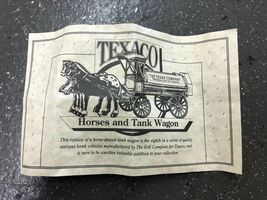 TEXACO!
THE TEXAS COMPANY
Horses and Tank Wagon
This replica of a horse-drawn tank wagon is the eighth in a series of quality
antique bank vehicles manufactured by The Ertl Company for Texaco, and
is sure to be another valuable addition to your collection.